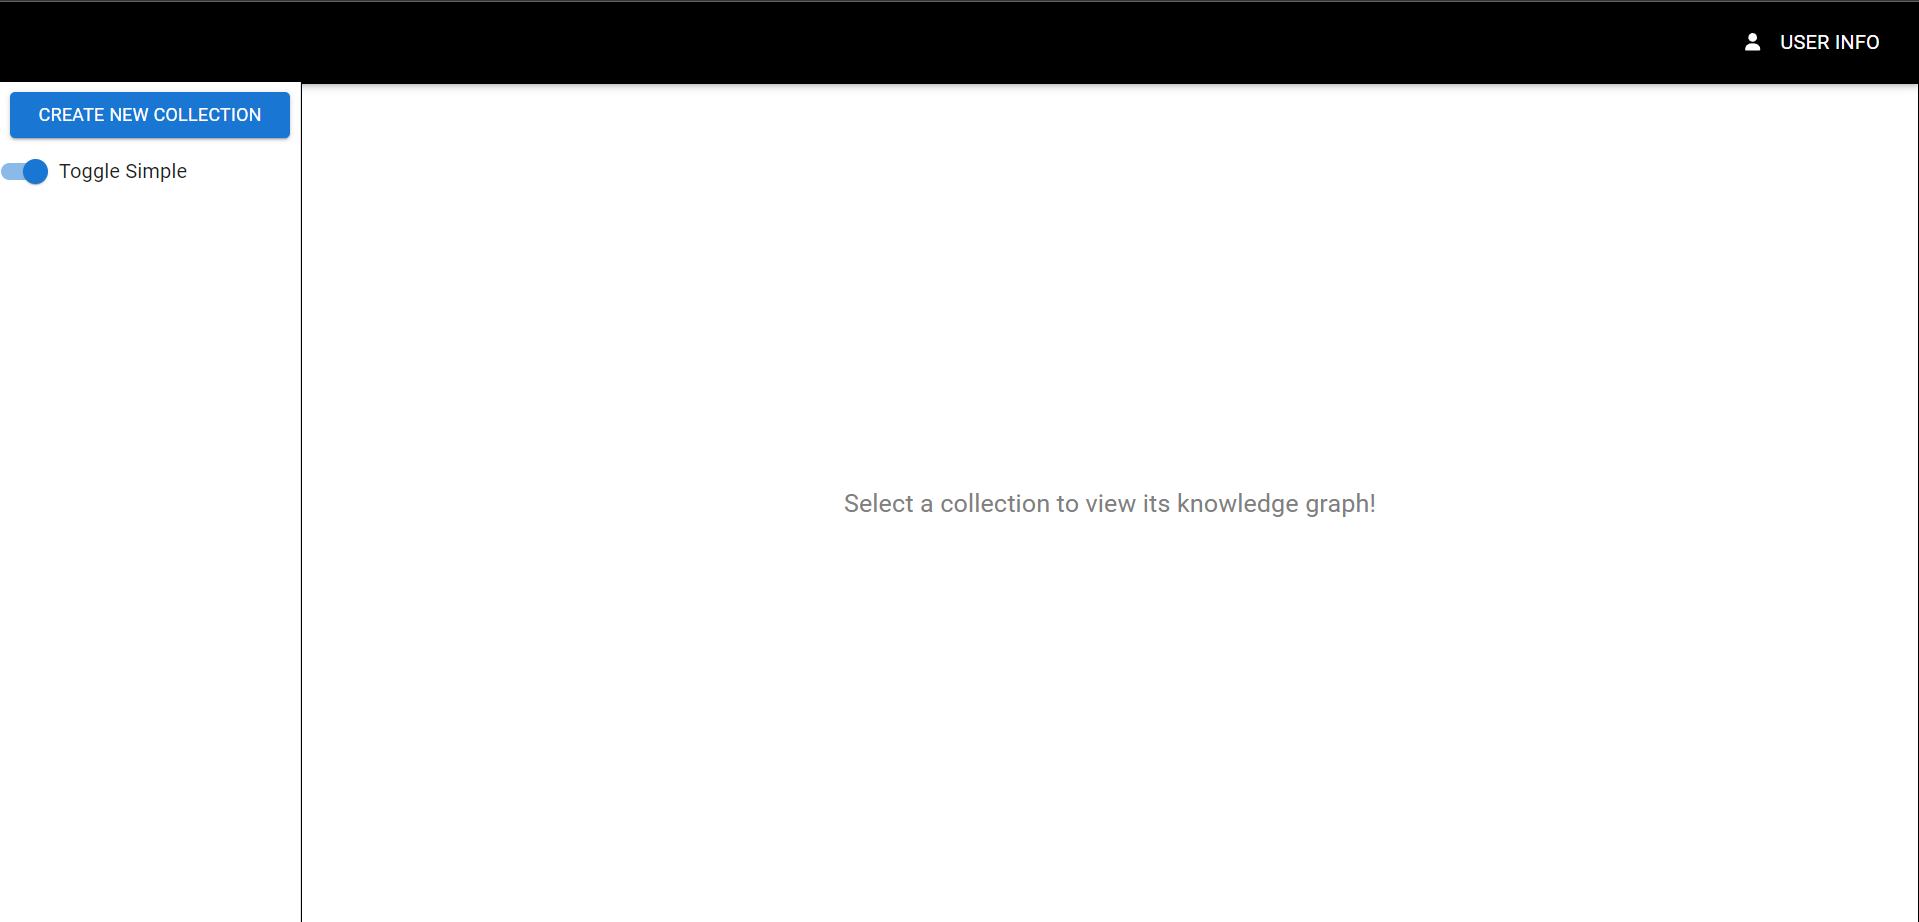 USER INFO
CREATE NEW COLLECTION
Toggle Simple
Select a collection to view its knowledge graph!